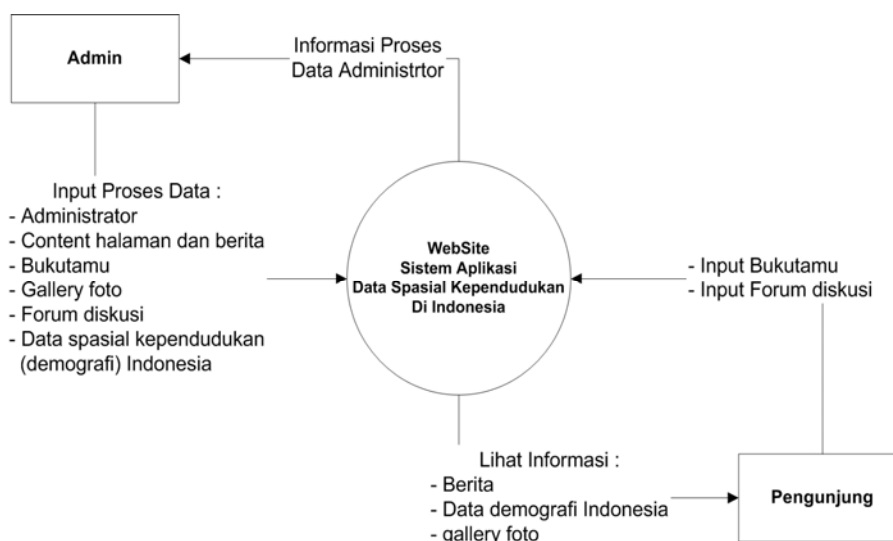 Admin
Informasi Proses
Data Administrtor
Input Proses Data :
- Administrator
- Content halaman dan berita
- Bukutamu
- Gallery foto
- Forum diskusi
- Data spasial kependudukan
(demografi) Indonesia
WebSite
Sistem Aplikasi
Data Spasial Kependudukan
Di Indonesia
- Input Bukutamu
- Input Forum diskusi
Lihat Informasi :
- Berita
- Data demografi Indonesia
- gallery foto
Pengunjung